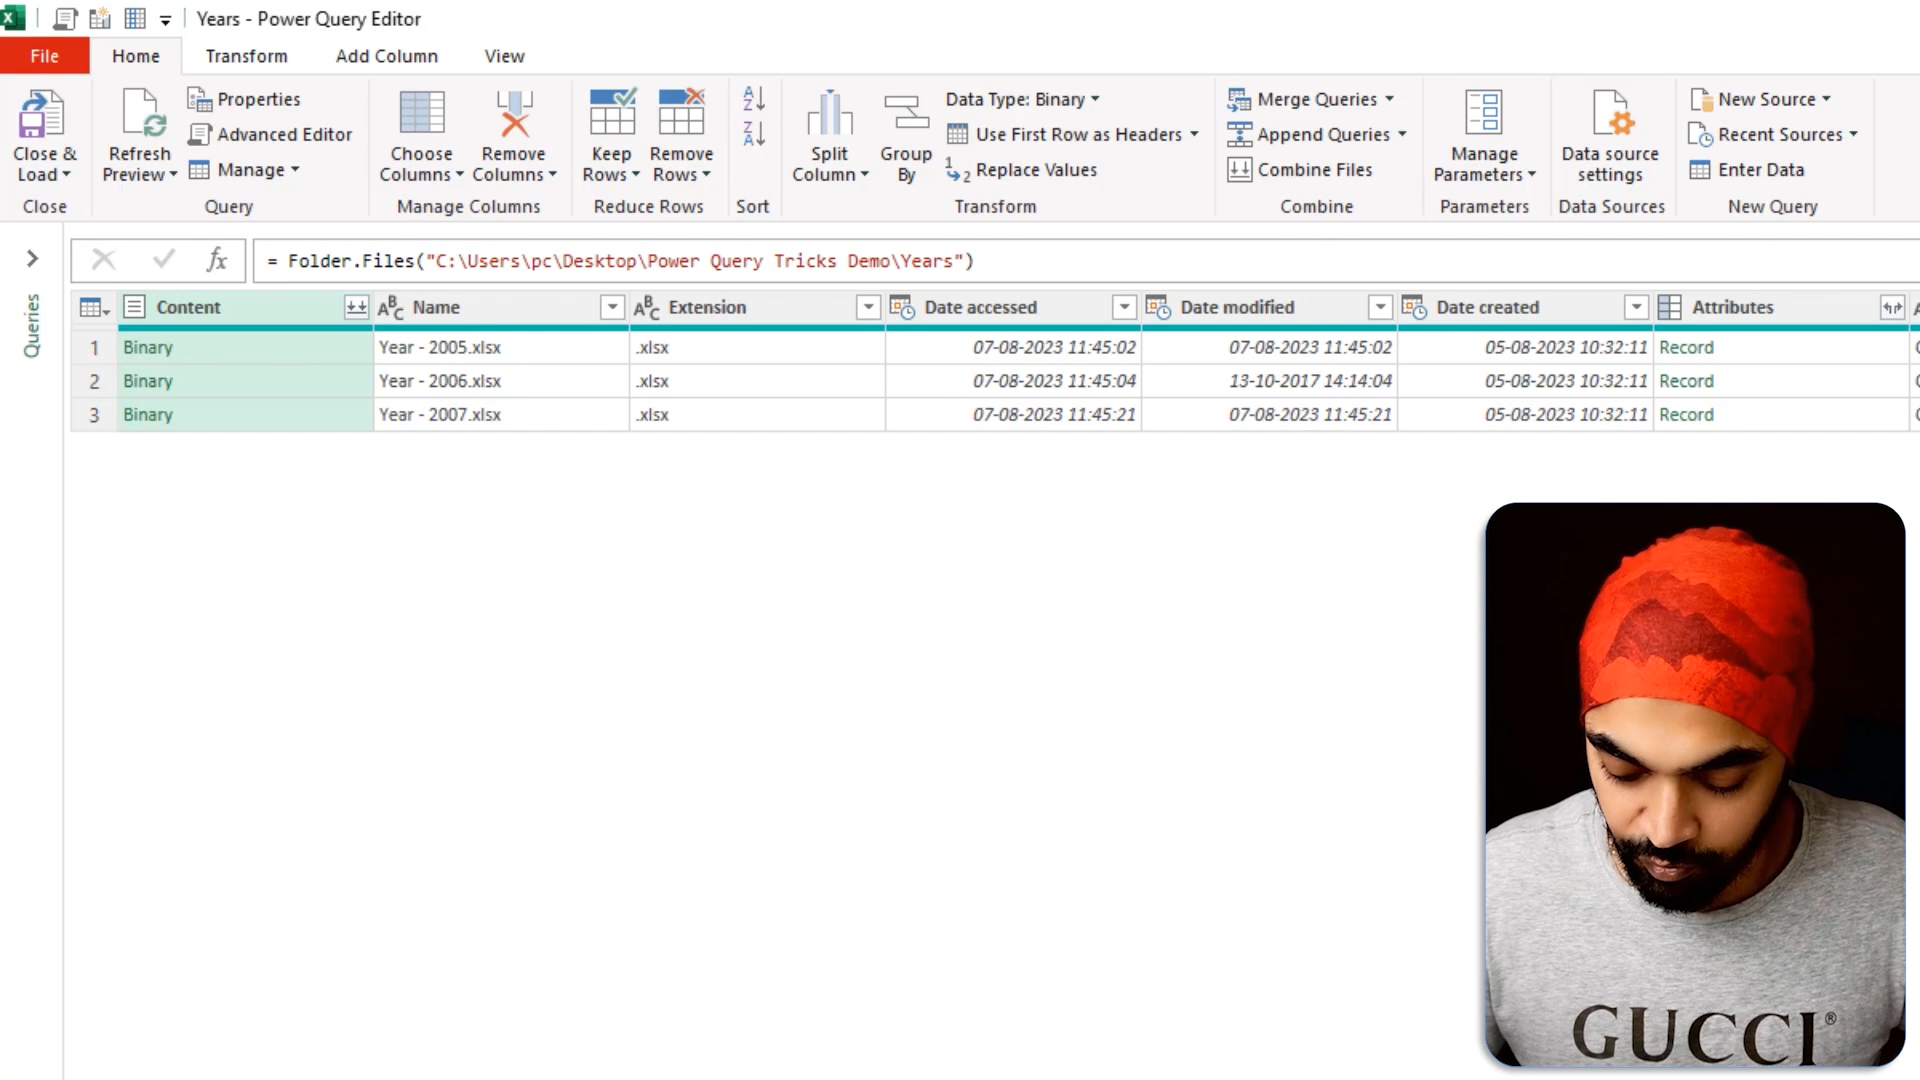 Years - Power Query Editor
File Home Transform Add Column View
Close & Load
Refresh Preview
Properties
Advanced Editor
Manage
Choose Columns
Remove Columns
Keep Rows
Remove Rows
Split Column
Group By
Data Type: Binary
Use First Row as Headers
Replace Values
Merge Queries
Append Queries
Combine Files
Manage Parameters
Data source settings
New Source
Recent Sources
Enter Data
Close Query Manage Columns Reduce Rows Sort Transform Combine Parameters Data Sources New Query
= Folder.Files("C:\Users\pc\Desktop\Power Query Tricks Demo\Years")
Queries
Content Name Extension Date accessed Date modified Date created Attributes
1 Binary Year - 2005.xlsx .xlsx 07-08-2023 11:45:02 07-08-2023 11:45:02 05-08-2023 10:32:11 Record
2 Binary Year - 2006.xlsx .xlsx 07-08-2023 11:45:04 13-10-2017 14:14:04 05-08-2023 10:32:11 Record
3 Binary Year - 2007.xlsx .xlsx 07-08-2023 11:45:21 07-08-2023 11:45:21 05-08-2023 10:32:11 Record
GUCCI®